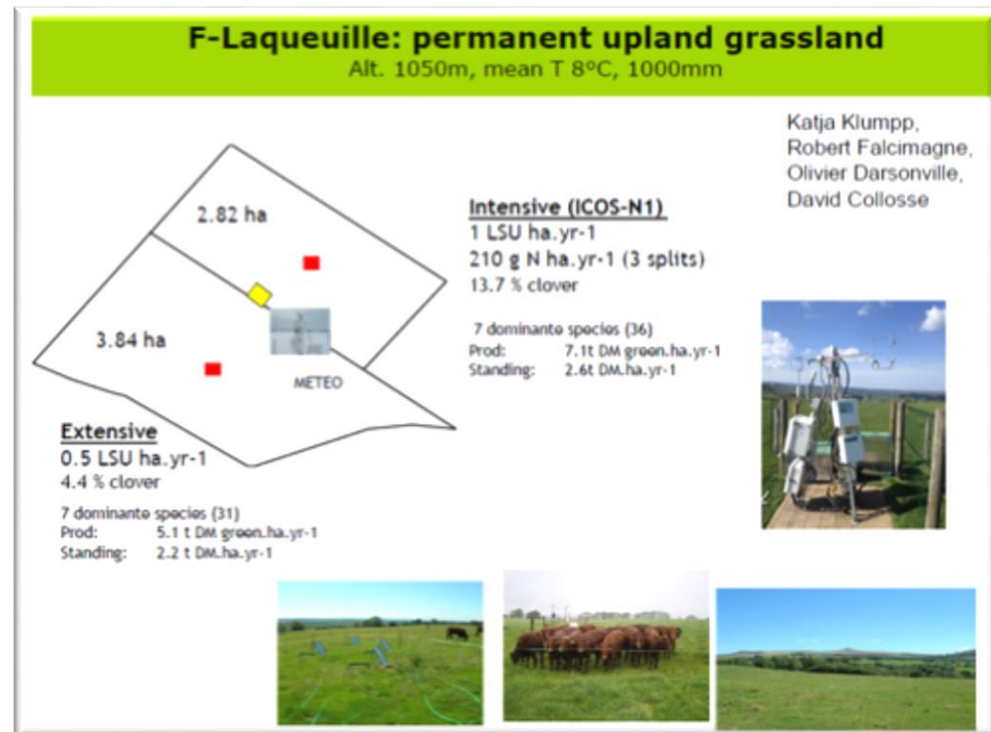 F-Laqueuille: permanent upland grassland
Alt. 1050m, mean T 8ºC, 1000mm
Katja Klumpp,
Robert Falcimagne,
Olivier Darsonville,
David Collosse
2.82 ha
3.84 ha
METEO
Intensive (ICOS-N1)
1 LSU ha.yr-1
210 g N ha.yr-1 (3 splits)
13.7 % clover
7 dominante species (36)
Prod: 7.1t DM green.ha.yr-1
Standing: 2.6t DM.ha.yr-1
Extensive
0.5 LSU ha.yr-1
4.4 % clover
7 dominante species (31)
Prod: 5.1 t DM green.ha.yr-1
Standing: 2.2 t DM.ha.yr-1